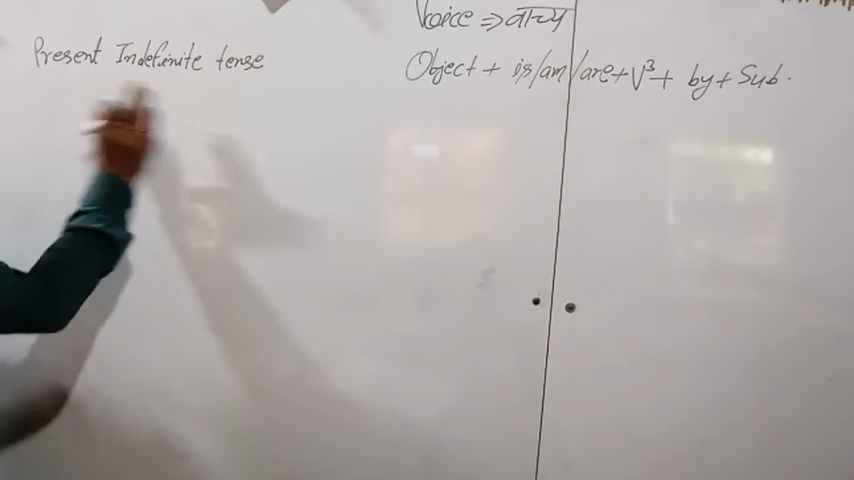 Voice ⇒ वाच्य
Present Indefinite tense
Object + is/am/are+V³+ by+ Sub.